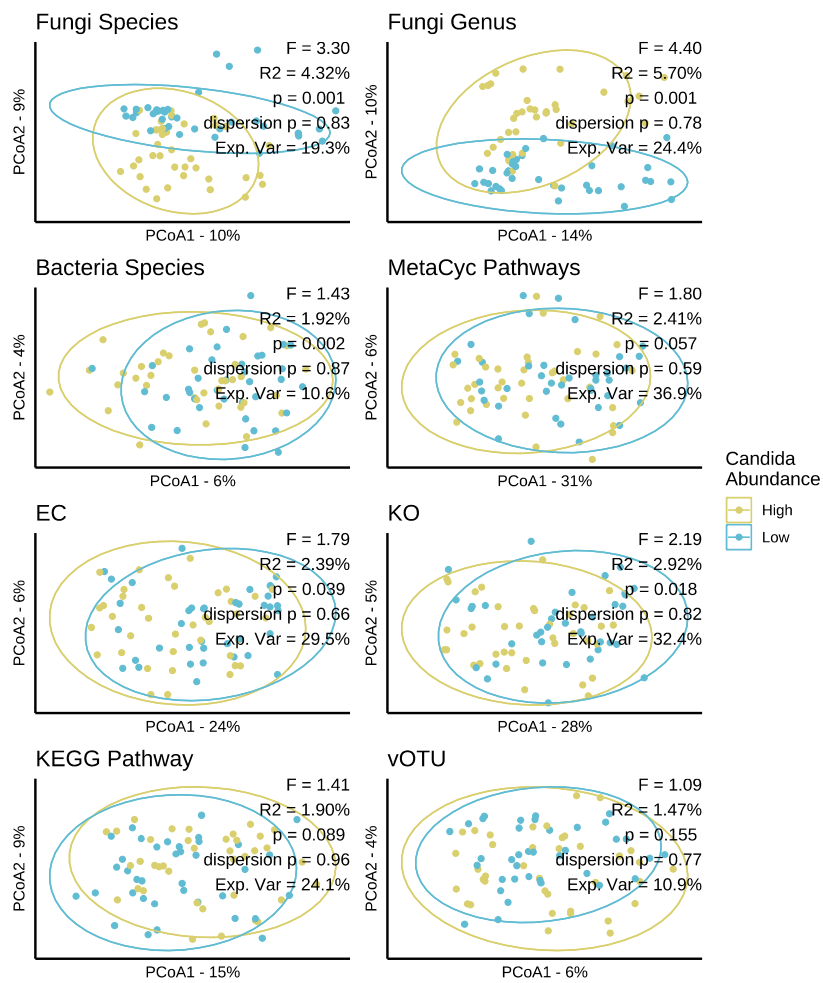 Fungi Species
F = 3.30
R2 = 4.32%
p = 0.001
dispersion p = 0.83
Exp. Var = 19.3%
PCoA2 - 9%
PCoA1 - 10%
Fungi Genus
F = 4.40
R2 = 5.70%
p = 0.001
dispersion p = 0.78
Exp. Var = 24.4%
PCoA2 - 10%
PCoA1 - 14%
Bacteria Species
F = 1.43
R2 = 1.92%
p = 0.002
dispersion p = 0.87
Exp. Var = 10.6%
PCoA2 - 4%
PCoA1 - 6%
MetaCyc Pathways
F = 1.80
R2 = 2.41%
p = 0.057
dispersion p = 0.59
Exp. Var = 36.9%
PCoA2 - 6%
PCoA1 - 31%
EC
F = 1.79
R2 = 2.39%
p = 0.039
dispersion p = 0.66
Exp. Var = 29.5%
PCoA2 - 6%
PCoA1 - 24%
KO
F = 2.19
R2 = 2.92%
p = 0.018
dispersion p = 0.82
Exp. Var = 32.4%
PCoA2 - 5%
PCoA1 - 28%
KEGG Pathway
F = 1.41
R2 = 1.90%
p = 0.089
dispersion p = 0.96
Exp. Var = 24.1%
PCoA2 - 9%
PCoA1 - 15%
vOTU
F = 1.09
R2 = 1.47%
p = 0.155
dispersion p = 0.77
Exp. Var = 10.9%
PCoA2 - 4%
PCoA1 - 6%
Candida
Abundance
High
Low